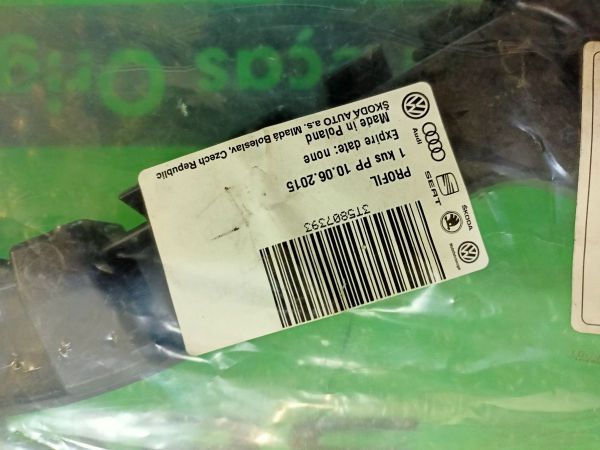 3T5807393
PROFIL
1 kus PP 10.06.2015
Expire date: none
Made in Poland
ŠKODA AUTO a.s. Mladá Boleslav, Czech Republic
Audi
SEAT
ŠKODA